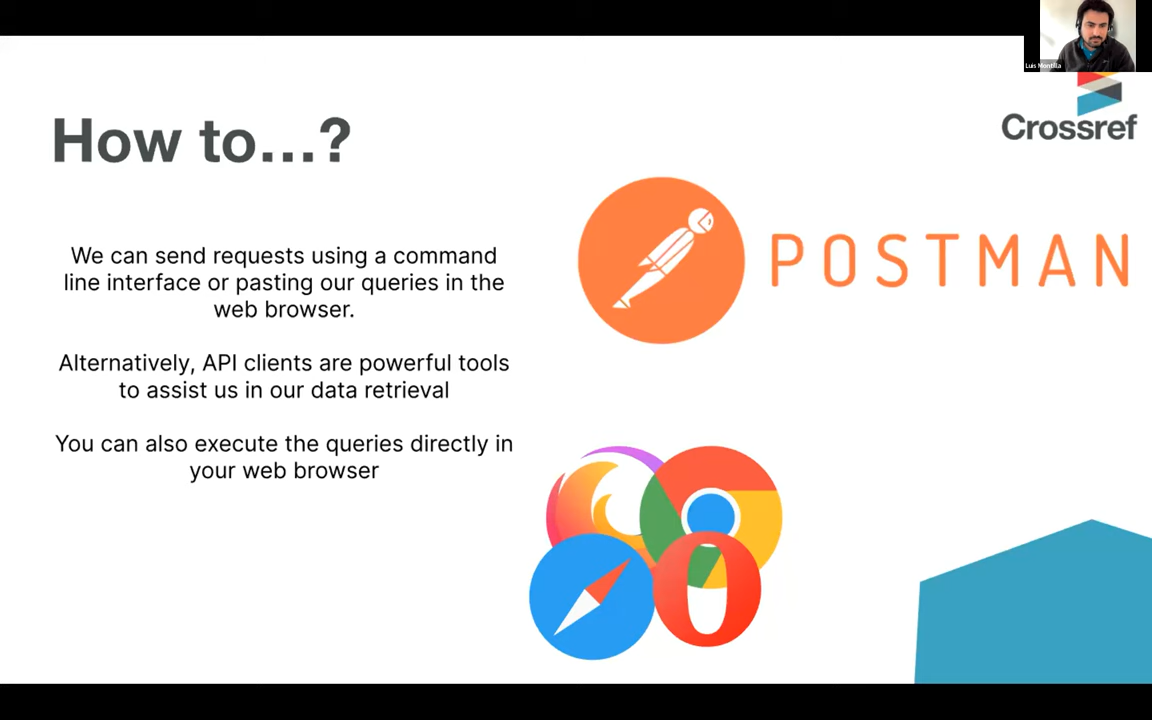 Luis Montilla
Crossref
How to...?
POSTMAN
We can send requests using a command
line interface or pasting our queries in the
web browser.
Alternatively, API clients are powerful tools
to assist us in our data retrieval
You can also execute the queries directly in
your web browser